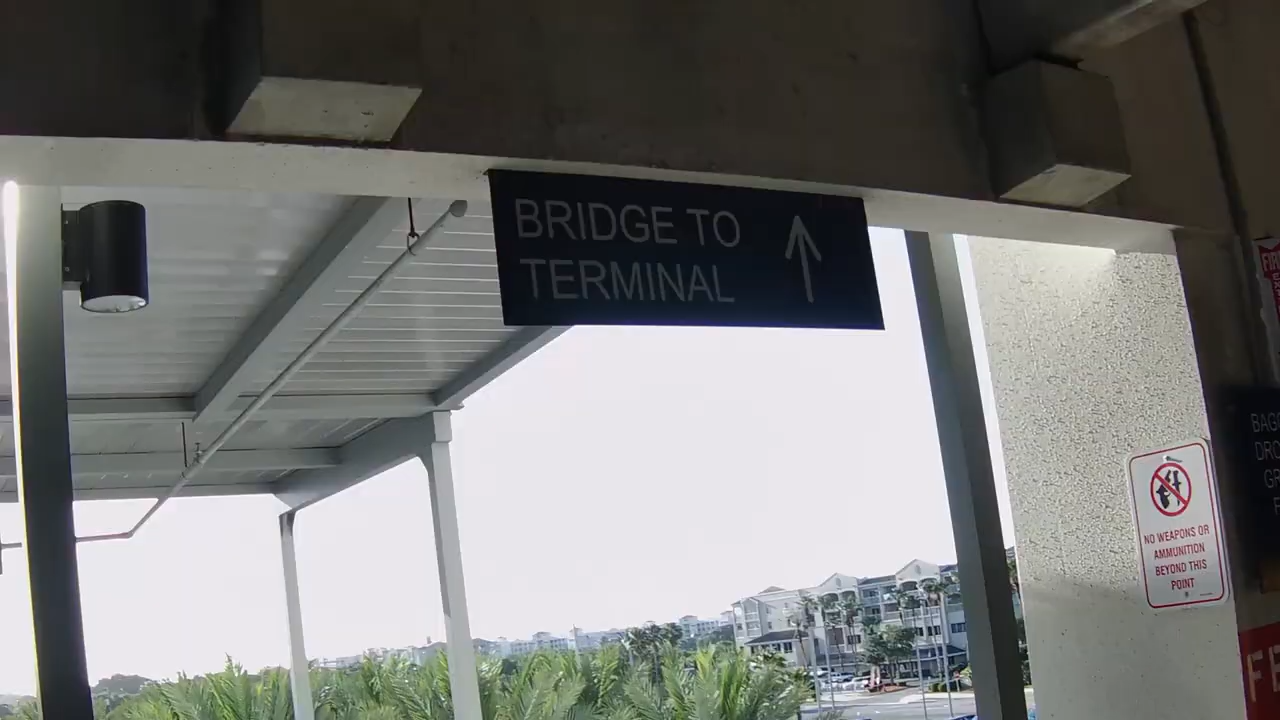 BRIDGE TO
TERMINAL
NO WEAPONS OR
AMMUNITION
BEYOND THIS
POINT